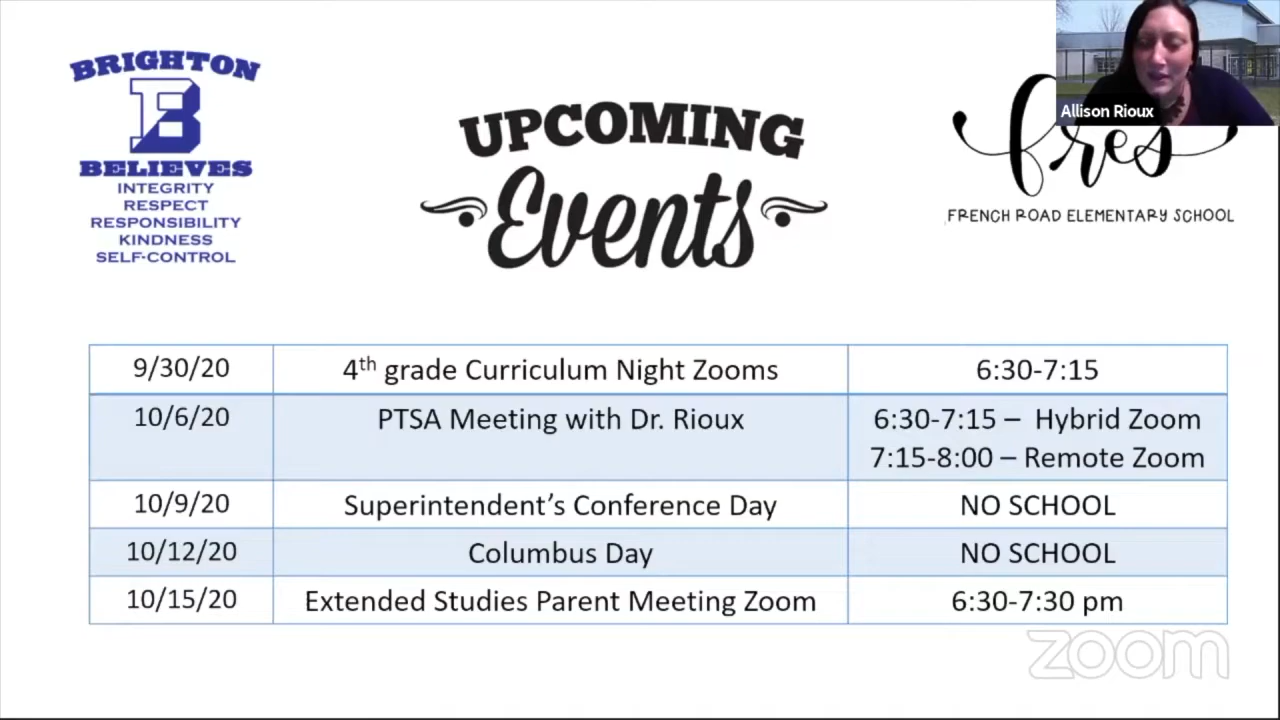 BRIGHTON
B
BELIEVES
INTEGRITY
RESPECT
RESPONSIBILITY
KINDNESS
SELF-CONTROL
UPCOMING
Events
Allison Rioux
fres
FRENCH ROAD ELEMENTARY SCHOOL
9/30/20 4th grade Curriculum Night Zooms 6:30-7:15
10/6/20 PTSA Meeting with Dr. Rioux 6:30-7:15 – Hybrid Zoom
7:15-8:00 – Remote Zoom
10/9/20 Superintendent's Conference Day NO SCHOOL
10/12/20 Columbus Day NO SCHOOL
10/15/20 Extended Studies Parent Meeting Zoom 6:30-7:30 pm
zoom